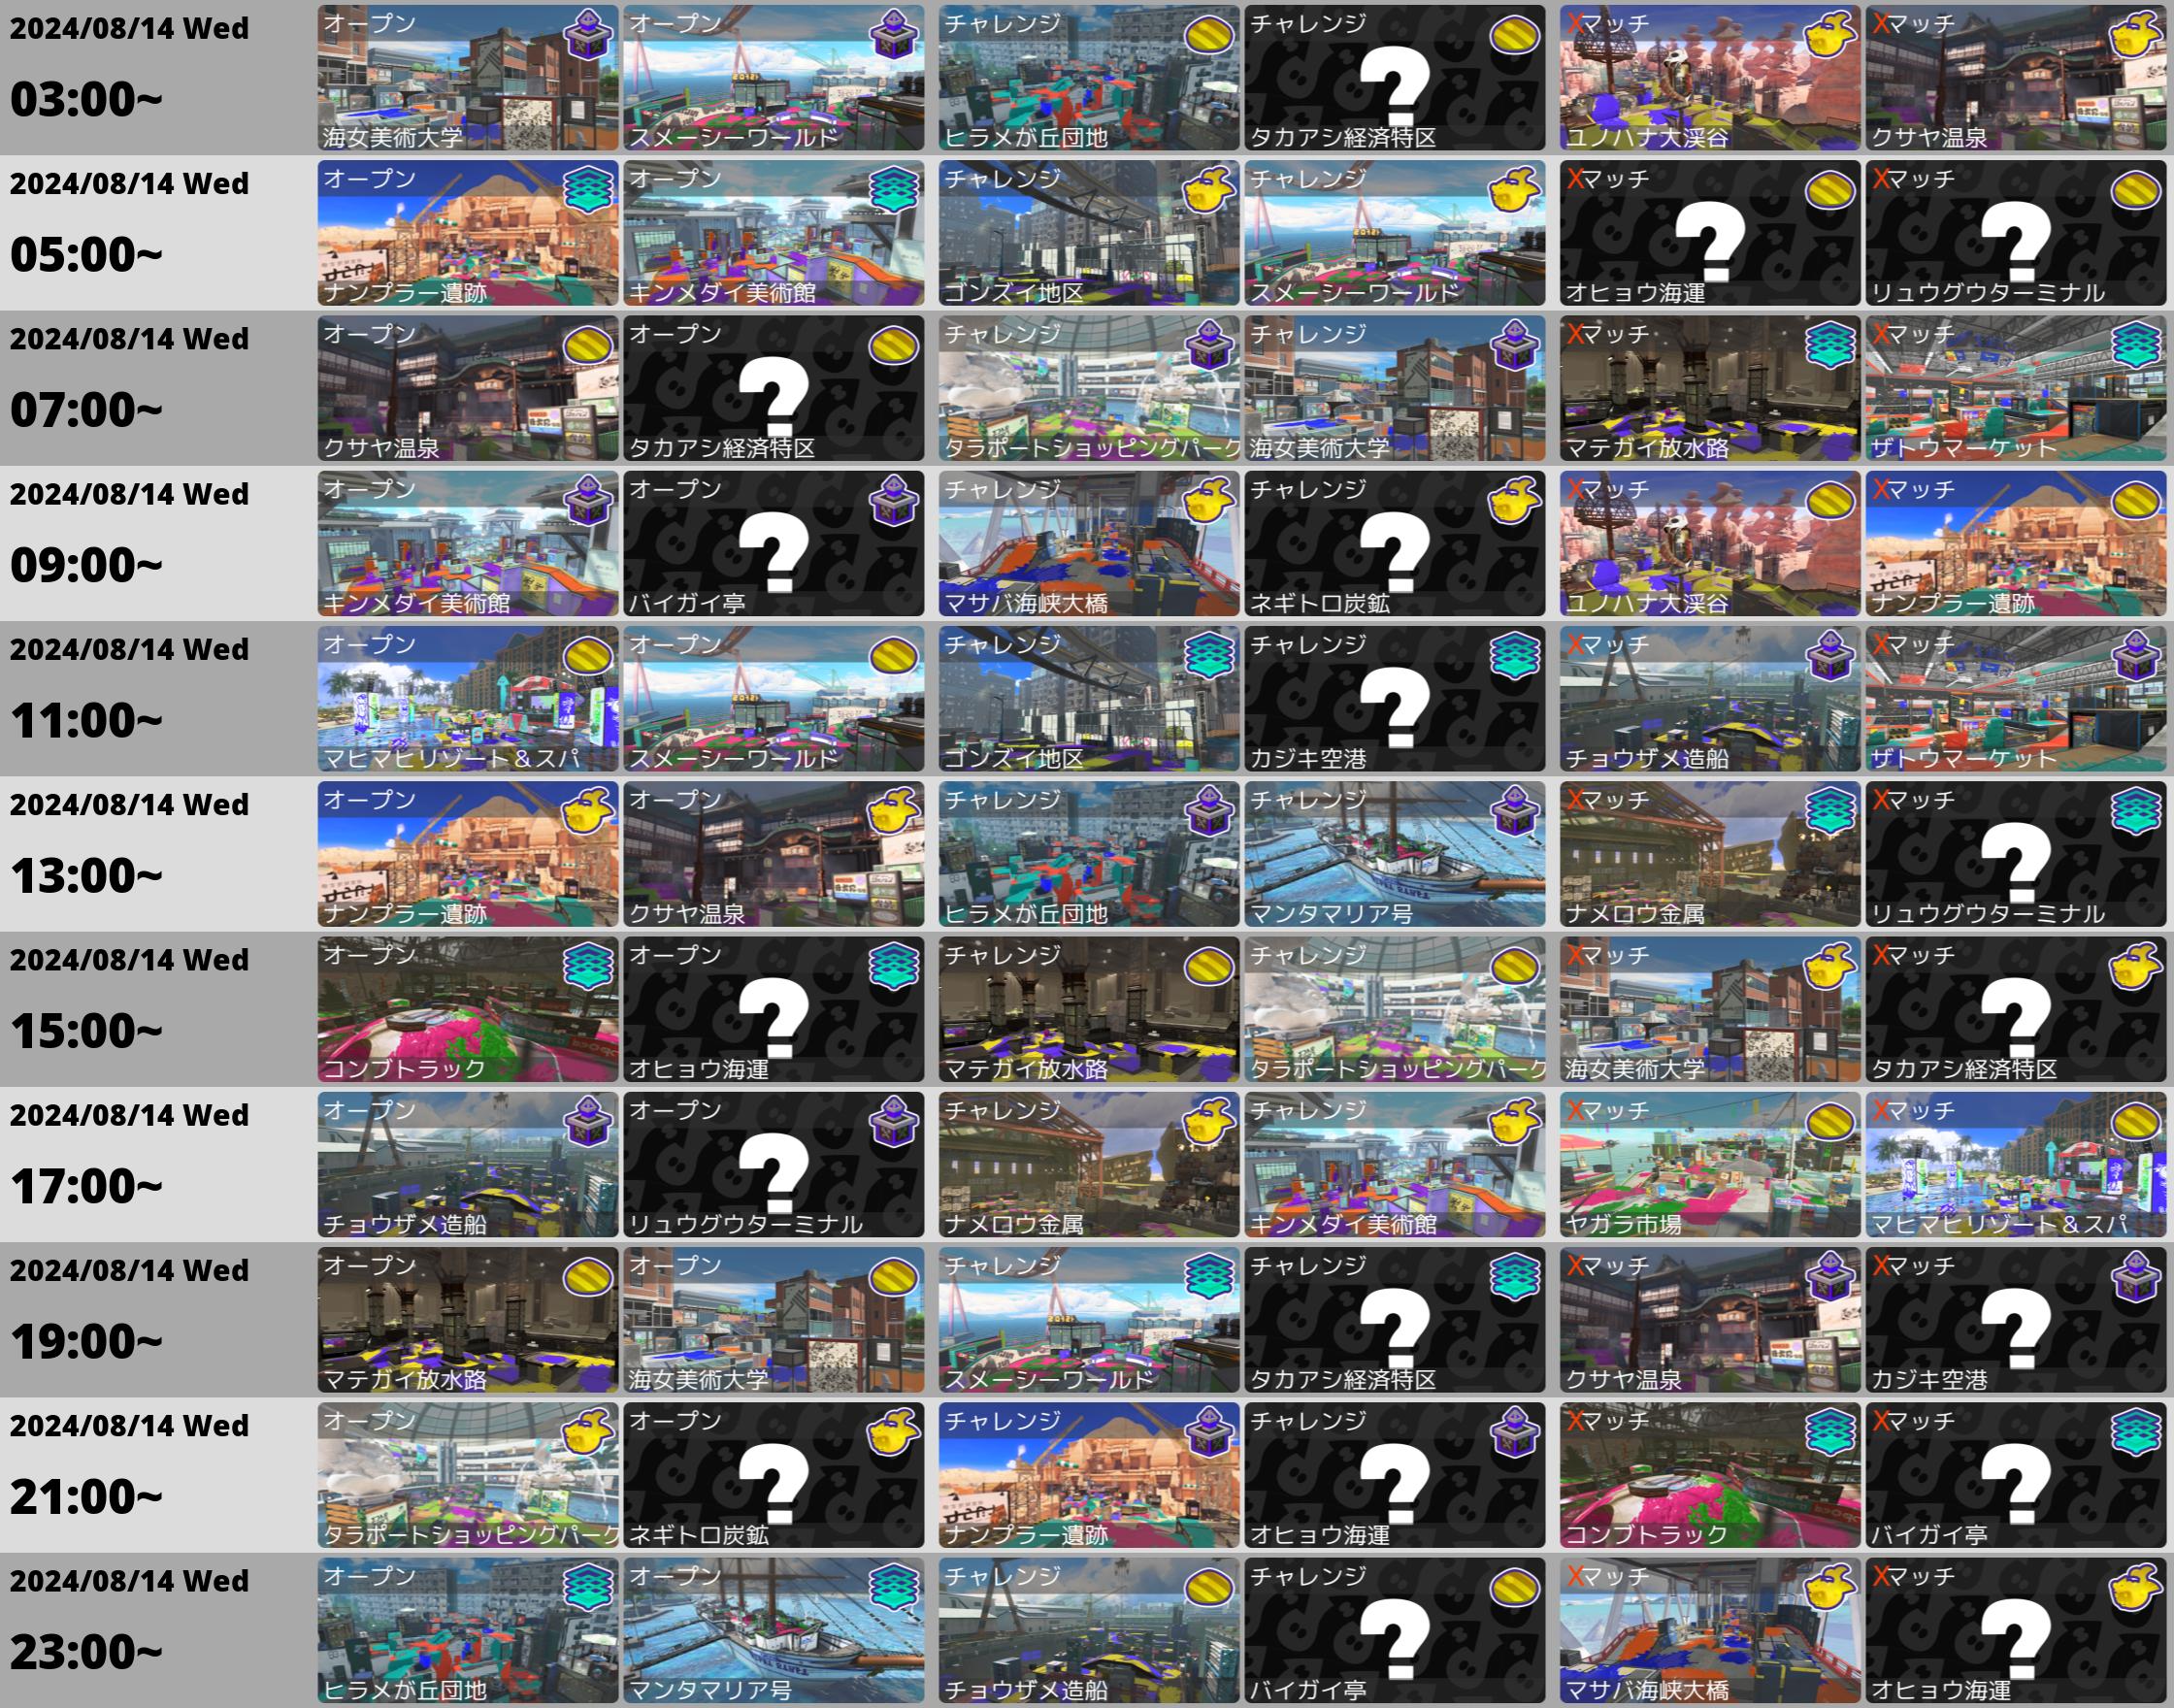 2024/08/14 Wed
03:00~
オープン
海女美術大学
オープン
スメーシーワールド
チャレンジ
ヒラメが丘団地
チャレンジ
タカアシ経済特区
Xマッチ
ユノハナ大渓谷
Xマッチ
クサヤ温泉
2024/08/14 Wed
05:00~
オープン
ナンプラー遺跡
オープン
キンメダイ美術館
チャレンジ
ゴンズイ地区
チャレンジ
スメーシーワールド
Xマッチ
オヒョウ海運
Xマッチ
リュウグウターミナル
2024/08/14 Wed
07:00~
オープン
クサヤ温泉
オープン
タカアシ経済特区
チャレンジ
タラポートショッピングパーク
チャレンジ
海女美術大学
Xマッチ
マテガイ放水路
Xマッチ
ザトウマーケット
2024/08/14 Wed
09:00~
オープン
キンメダイ美術館
オープン
バイガイ亭
チャレンジ
マサバ海峡大橋
チャレンジ
ネギトロ炭鉱
Xマッチ
ユノハナ大渓谷
Xマッチ
ナンプラー遺跡
2024/08/14 Wed
11:00~
オープン
マヒマヒリゾート＆スパ
オープン
スメーシーワールド
チャレンジ
ゴンズイ地区
チャレンジ
カジキ空港
Xマッチ
チョウザメ造船
Xマッチ
ザトウマーケット
2024/08/14 Wed
13:00~
オープン
ナンプラー遺跡
オープン
クサヤ温泉
チャレンジ
ヒラメが丘団地
チャレンジ
マンタマリア号
Xマッチ
ナメロウ金属
Xマッチ
リュウグウターミナル
2024/08/14 Wed
15:00~
オープン
コンブトラック
オープン
オヒョウ海運
チャレンジ
マテガイ放水路
チャレンジ
タラポートショッピングパーク
Xマッチ
海女美術大学
Xマッチ
タカアシ経済特区
2024/08/14 Wed
17:00~
オープン
チョウザメ造船
オープン
リュウグウターミナル
チャレンジ
ナメロウ金属
チャレンジ
キンメダイ美術館
Xマッチ
ヤガラ市場
Xマッチ
マヒマヒリゾート＆スパ
2024/08/14 Wed
19:00~
オープン
マテガイ放水路
オープン
海女美術大学
チャレンジ
スメーシーワールド
チャレンジ
タカアシ経済特区
Xマッチ
クサヤ温泉
Xマッチ
カジキ空港
2024/08/14 Wed
21:00~
オープン
タラポートショッピングパーク
オープン
ネギトロ炭鉱
チャレンジ
ナンプラー遺跡
チャレンジ
オヒョウ海運
Xマッチ
コンブトラック
Xマッチ
バイガイ亭
2024/08/14 Wed
23:00~
オープン
ヒラメが丘団地
オープン
マンタマリア号
チャレンジ
チョウザメ造船
チャレンジ
バイガイ亭
Xマッチ
マサバ海峡大橋
Xマッチ
オヒョウ海運